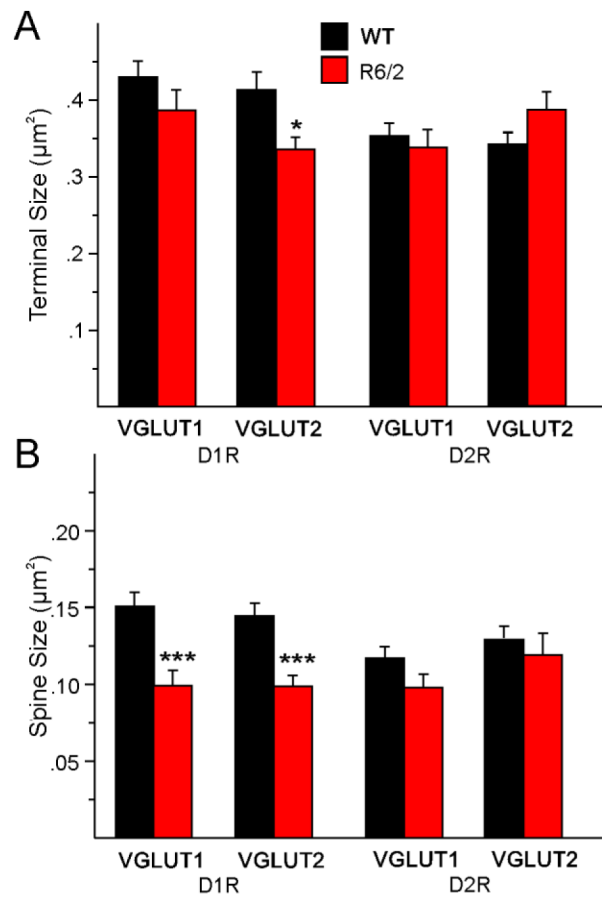 A
WT
R6/2
Terminal Size (µm²)
.4
.3
.2
.1
*
VGLUT1 VGLUT2 VGLUT1 VGLUT2
D1R D2R
B
Spine Size (µm²)
.20
.15
.10
.05
*** ***
VGLUT1 VGLUT2 VGLUT1 VGLUT2
D1R D2R